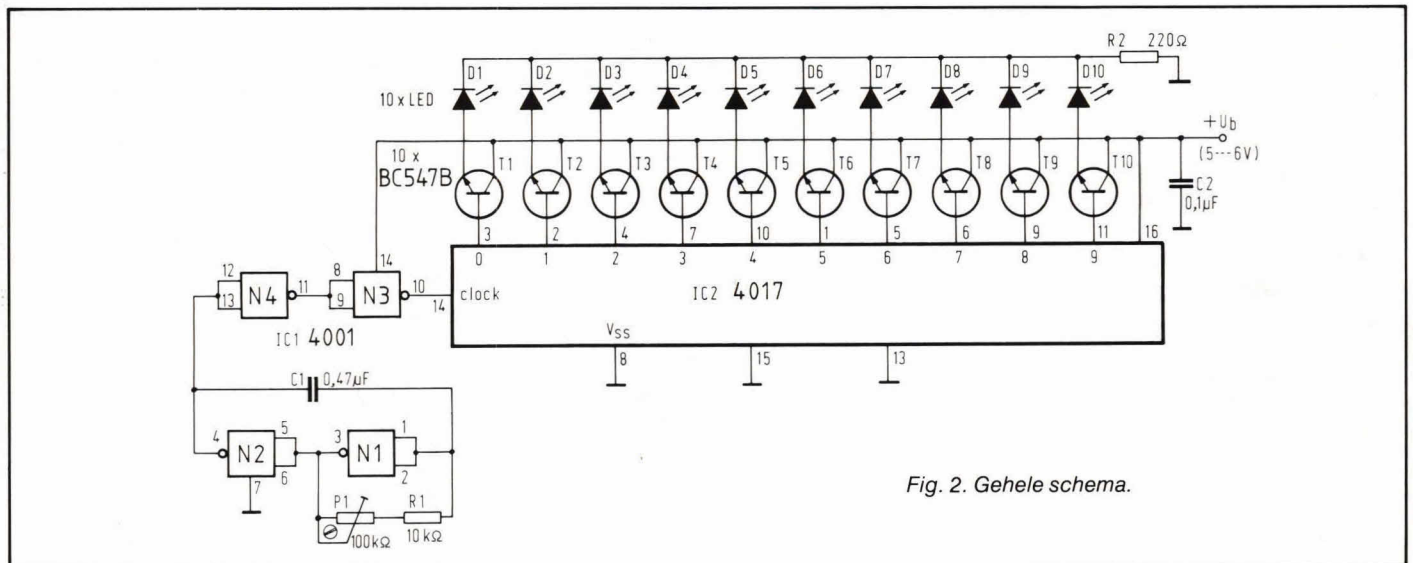 R2 220Ω
D1 D2 D3 D4 D5 D6 D7 D8 D9 D10
10 x LED
+Ub
(5---6V)
10 x
BC547B
T1 T2 T3 T4 T5 T6 T7 T8 T9 T10
C2
0,1µF
3 2 4 7 10 1 5 6 9 11 16
0 1 2 3 4 5 6 7 8 9
14
12 11 8 10
13 N4 9 N3 14 clock
IC2 4017
IC1 4001
VSS
8 15 13
C1 0,47µF
4 N2 5 3 N1 1
6 2
7
P1 R1
100kΩ 10kΩ
Fig. 2. Gehele schema.